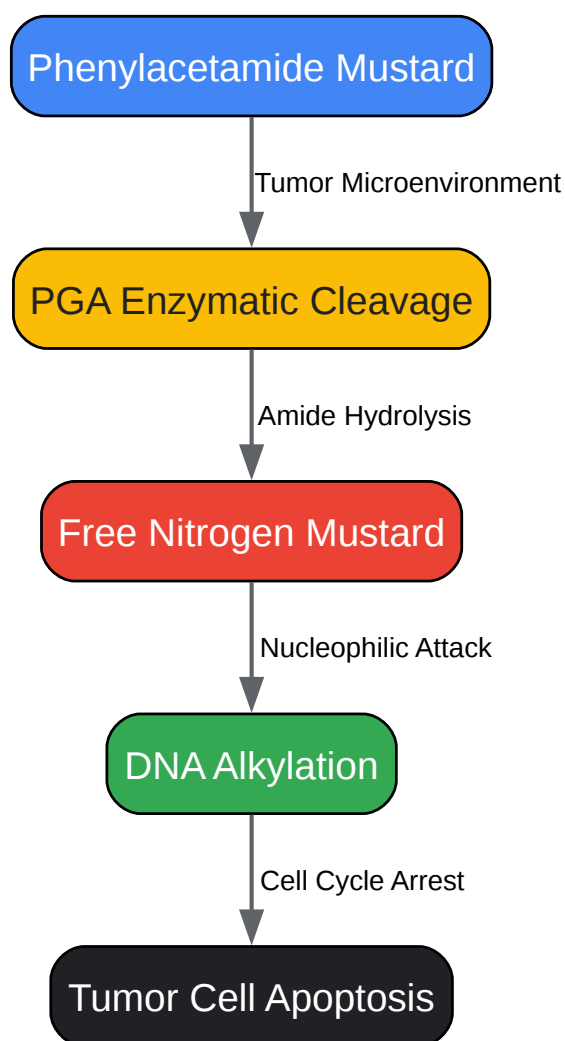 Phenylacetamide Mustard
Tumor Microenvironment
PGA Enzymatic Cleavage
Amide Hydrolysis
Free Nitrogen Mustard
Nucleophilic Attack
DNA Alkylation
Cell Cycle Arrest
Tumor Cell Apoptosis